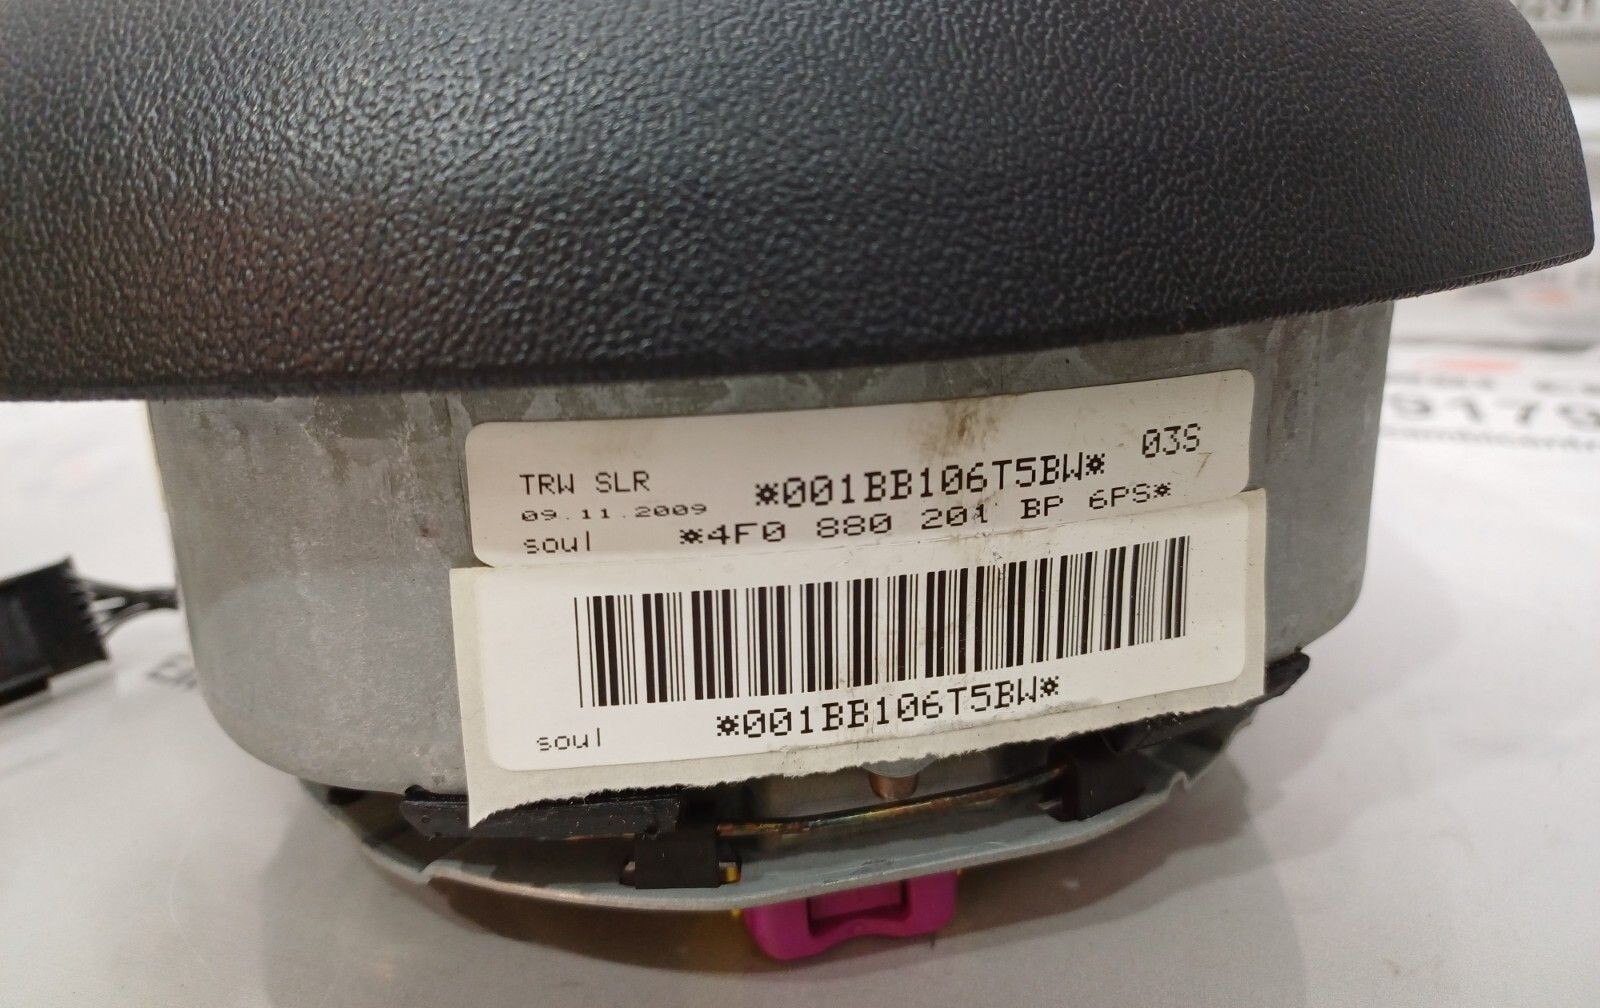 TRW SLR *001BB106T5BW* 03S
09.11.2009
soul *4F0 880 201 BP 6PS*
soul *001BB106T5BW*